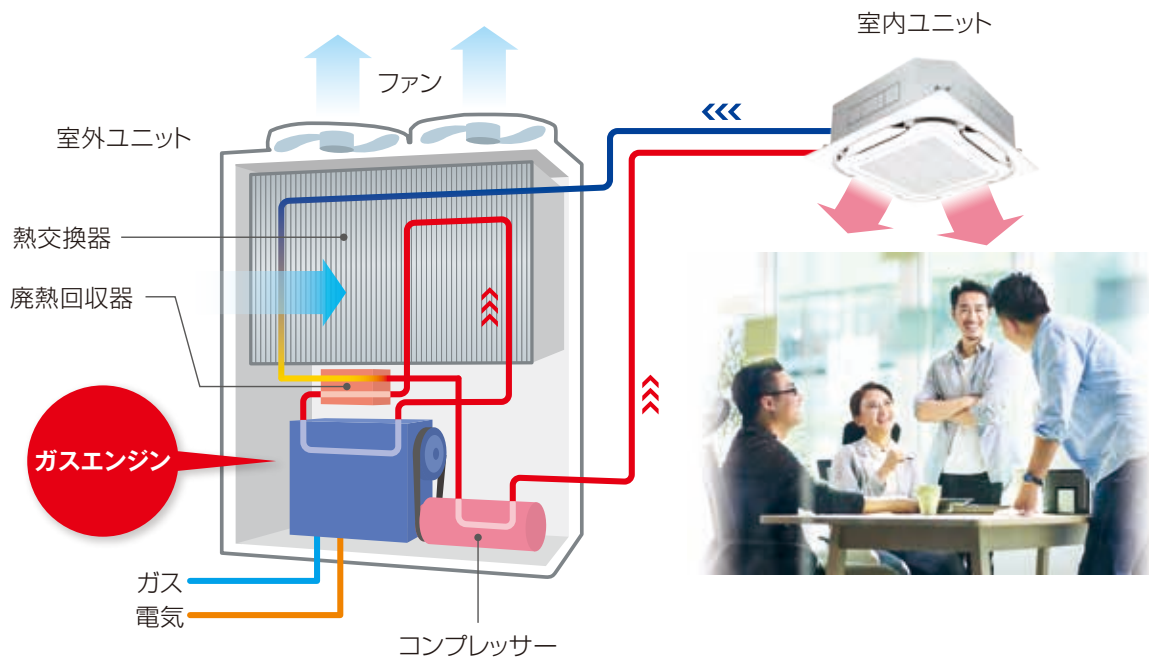 室内ユニット
ファン
室外ユニット
熱交換器
廃熱回収器
ガスエンジン
ガス
電気
コンプレッサー